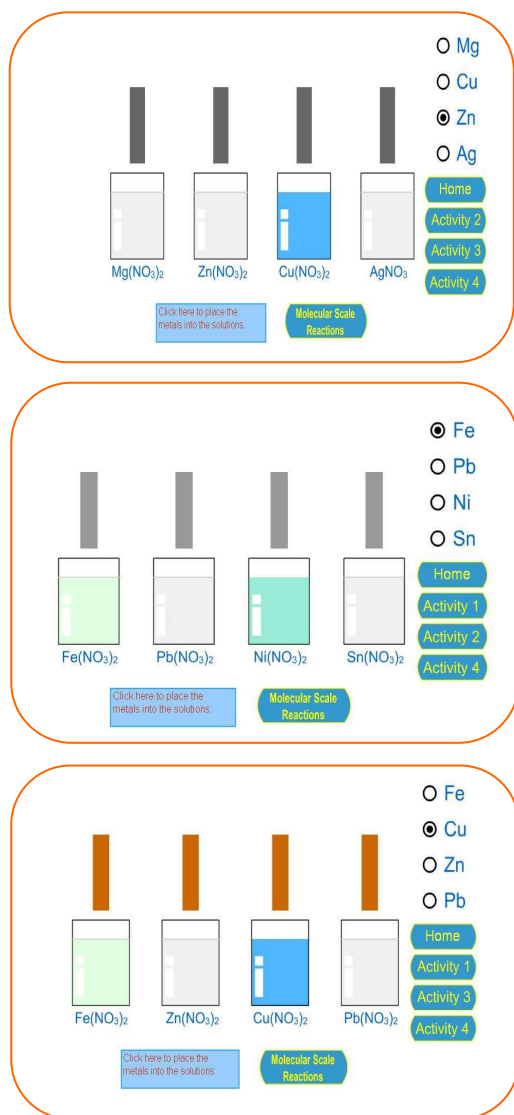 Mg
Cu
Zn
Ag
Home
Activity 2
Activity 3
Activity 4
Mg(NO₃)₂ Zn(NO₃)₂ Cu(NO₃)₂ AgNO₃
Click here to place the
metals into the solutions.
Molecular Scale
Reactions
Fe
Pb
Ni
Sn
Home
Activity 1
Activity 2
Activity 4
Fe(NO₃)₂ Pb(NO₃)₂ Ni(NO₃)₂ Sn(NO₃)₂
Click here to place the
metals into the solutions.
Molecular Scale
Reactions
Fe
Cu
Zn
Pb
Home
Activity 1
Activity 3
Activity 4
Fe(NO₃)₂ Zn(NO₃)₂ Cu(NO₃)₂ Pb(NO₃)₂
Click here to place the
metals into the solutions.
Molecular Scale
Reactions